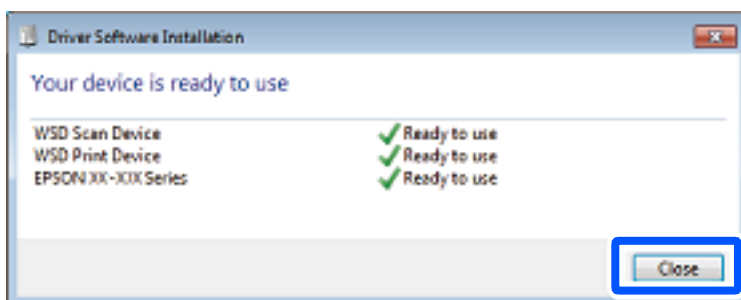 Driver Software Installation
Your device is ready to use
WSD Scan Device Ready to use
WSD Print Device Ready to use
EPSON XX-XXX Series Ready to use
Close